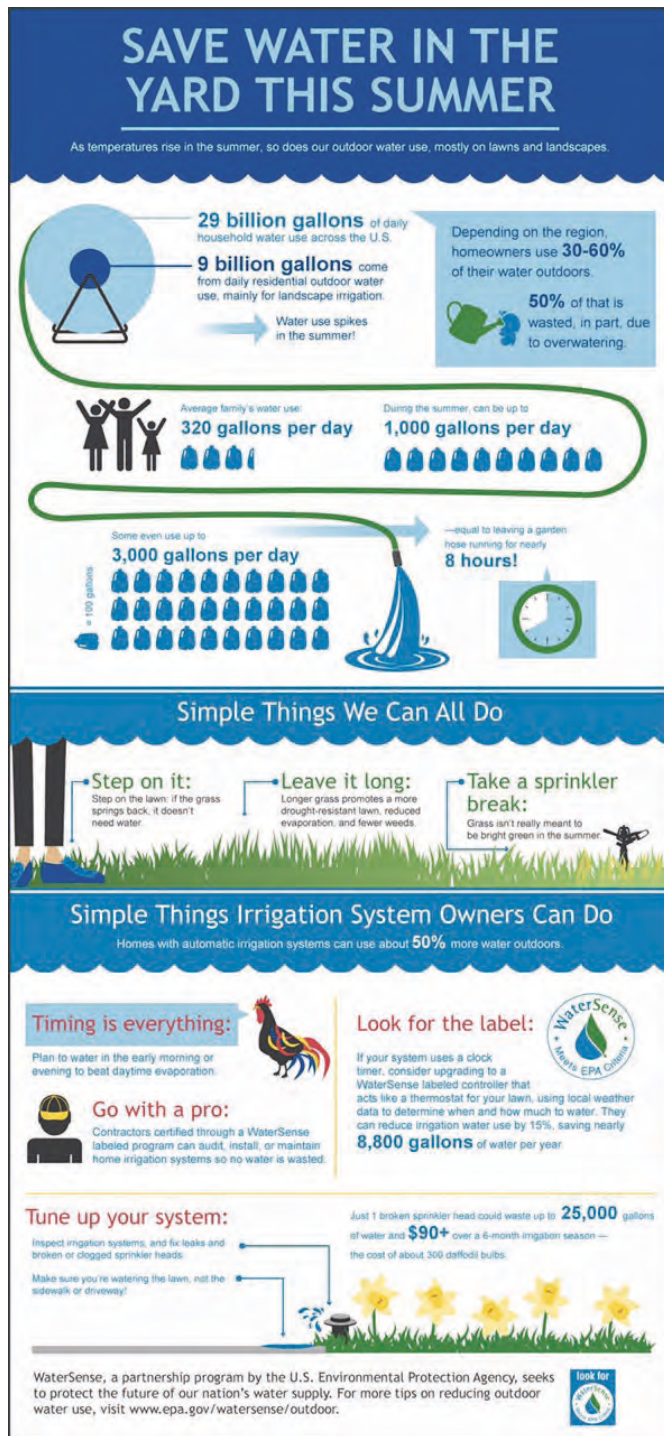 SAVE WATER IN THE
YARD THIS SUMMER
As temperatures rise in the summer, so does our outdoor water use, mostly on lawns and landscapes.
29 billion gallons of daily
household water use across the U.S.
9 billion gallons come
from daily residential outdoor water
use, mainly for landscape irrigation.
Water use spikes
in the summer!
Depending on the region,
homeowners use 30-60%
of their water outdoors.
50% of that is
wasted, in part, due
to overwatering.
Average family's water use:
320 gallons per day
During the summer, can be up to
1,000 gallons per day
Some even use up to
3,000 gallons per day
= 100 gallons
—equal to leaving a garden
hose running for nearly
8 hours!
Simple Things We Can All Do
Step on it:
Step on the lawn: if the grass
springs back, it doesn't
need water.
Leave it long:
Longer grass promotes a more
drought-resistant lawn, reduced
evaporation, and fewer weeds.
Take a sprinkler
break:
Grass isn't really meant to
be bright green in the summer.
Simple Things Irrigation System Owners Can Do
Homes with automatic irrigation systems can use about 50% more water outdoors.
Timing is everything:
Plan to water in the early morning or
evening to beat daytime evaporation.
Go with a pro:
Contractors certified through a WaterSense
labeled program can audit, install, or maintain
home irrigation systems so no water is wasted.
Look for the label:
WaterSense
Meets EPA Criteria
If your system uses a clock
timer, consider upgrading to a
WaterSense labeled controller that
acts like a thermostat for your lawn, using local weather
data to determine when and how much to water. They
can reduce irrigation water use by 15%, saving nearly
8,800 gallons of water per year.
Tune up your system:
Inspect irrigation systems, and fix leaks and
broken or clogged sprinkler heads.
Make sure you're watering the lawn, not the
sidewalk or driveway!
Just 1 broken sprinkler head could waste up to 25,000 gallons
of water and $90+ over a 6-month irrigation season —
the cost of about 300 daffodil bulbs.
WaterSense, a partnership program by the U.S. Environmental Protection Agency, seeks
to protect the future of our nation's water supply. For more tips on reducing outdoor
water use, visit www.epa.gov/watersense/outdoor.
look for
WaterSense